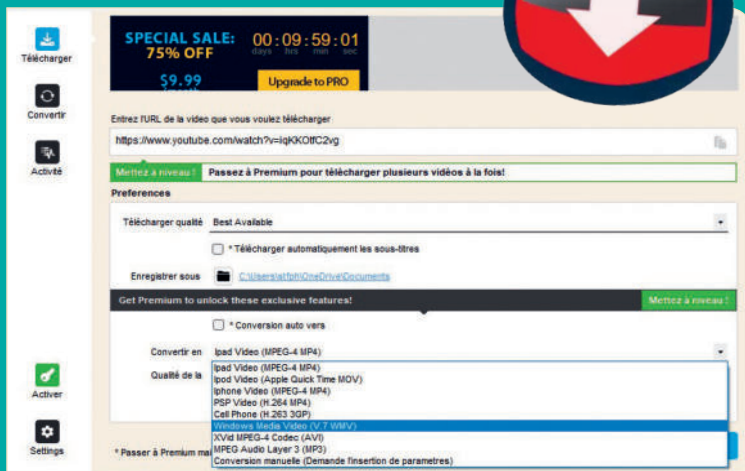 SPECIAL SALE:
75% OFF
$9.99
00:09:59:01
days hrs min sec
Upgrade to PRO
Télécharger
Convertir
Activité
Entrez l'URL de la video que vous voulez télécharger
https://www.youtube.com/watch?v=iqKKOtfC2vg
Mettez à niveau ! Passez à Premium pour télécharger plusieurs vidéos à la fois!
Preferences
Télécharger qualité Best Available
* Télécharger automatiquement les sous-titres
Enregistrer sous C:\Users\alfph\OneDrive\Documents
Get Premium to unlock these exclusive features! Mettez à niveau !
* Conversion auto vers
Convertir en Ipad Video (MPEG-4 MP4)
Qualité de la
Ipad Video (MPEG-4 MP4)
Ipod Video (Apple Quick Time MOV)
Iphone Video (MPEG-4 MP4)
PSP Video (H.264 MP4)
Cell Phone (H.263 3GP)
Windows Media Video (V.7 WMV)
XVid MPEG-4 Codec (AVI)
MPEG Audio Layer 3 (MP3)
Conversion manuelle (Demande l'insertion de parametres)
Activer
Settings
* Passer à Premium